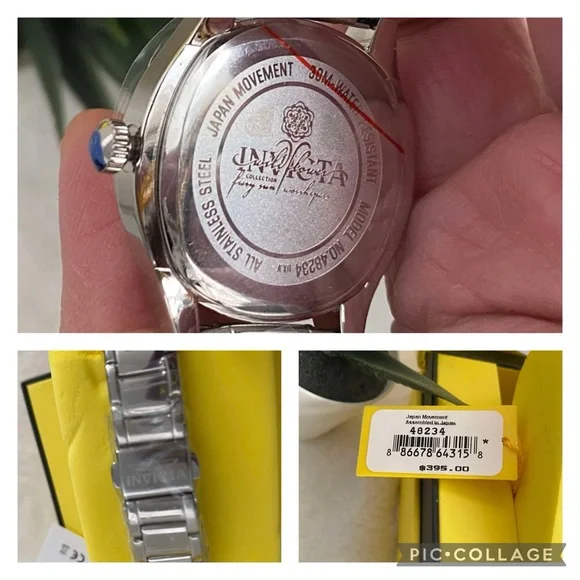 JAPAN MOVEMENT
30M-WATER RESISTANT
MODEL NO.48234
ALL STAINLESS STEEL
INVICTA
COLLECTION
Japan Movement
Assembled in Japan
48234
*
8 86678 64315 8
$395.00
PIC•COLLAGE